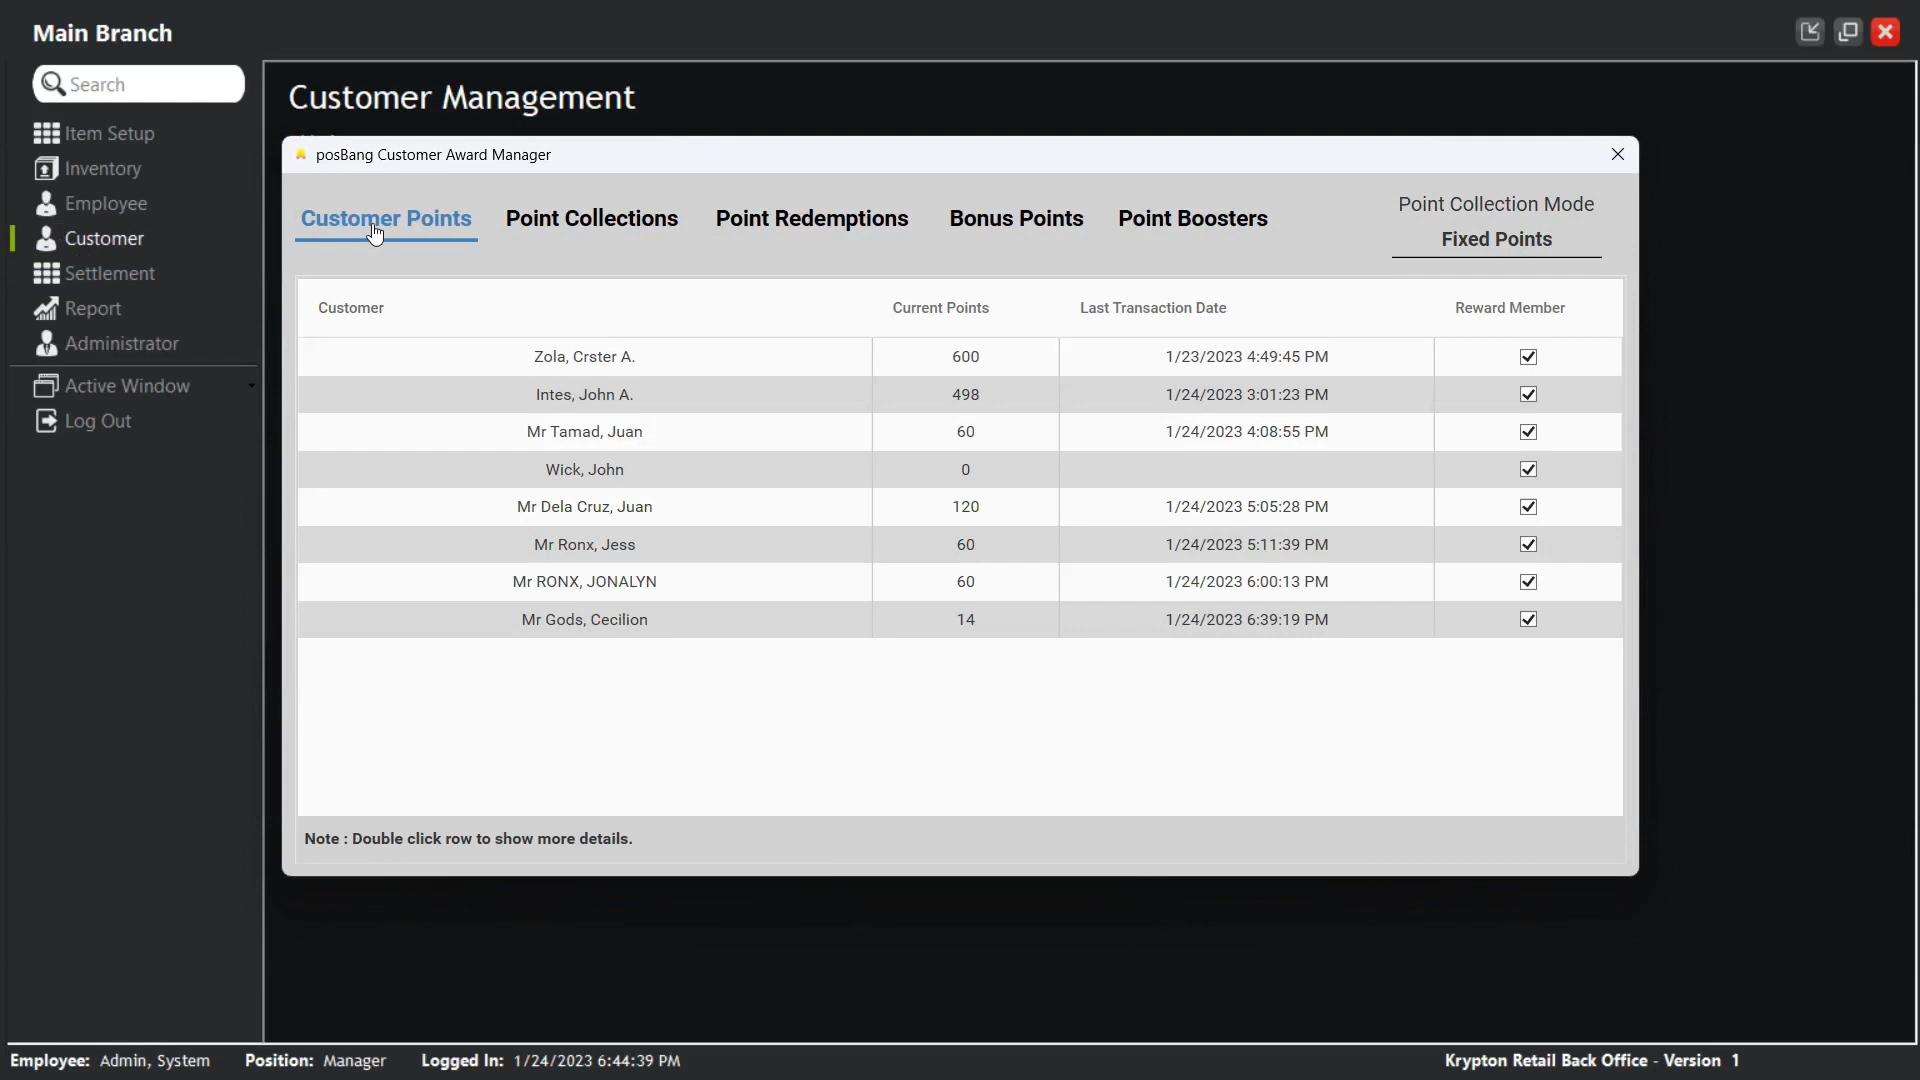 Main Branch
Search
Item Setup
Inventory
Employee
Customer
Settlement
Report
Administrator
Active Window
Log Out
Customer Management
posBang Customer Award Manager
Customer Points Point Collections Point Redemptions Bonus Points Point Boosters
Point Collection Mode
Fixed Points
Customer Current Points Last Transaction Date Reward Member
Zola, Crster A. 600 1/23/2023 4:49:45 PM
Intes, John A. 498 1/24/2023 3:01:23 PM
Mr Tamad, Juan 60 1/24/2023 4:08:55 PM
Wick, John 0
Mr Dela Cruz, Juan 120 1/24/2023 5:05:28 PM
Mr Ronx, Jess 60 1/24/2023 5:11:39 PM
Mr RONX, JONALYN 60 1/24/2023 6:00:13 PM
Mr Gods, Cecilion 14 1/24/2023 6:39:19 PM
Note : Double click row to show more details.
Employee: Admin, System Position: Manager Logged In: 1/24/2023 6:44:39 PM Krypton Retail Back Office - Version 1